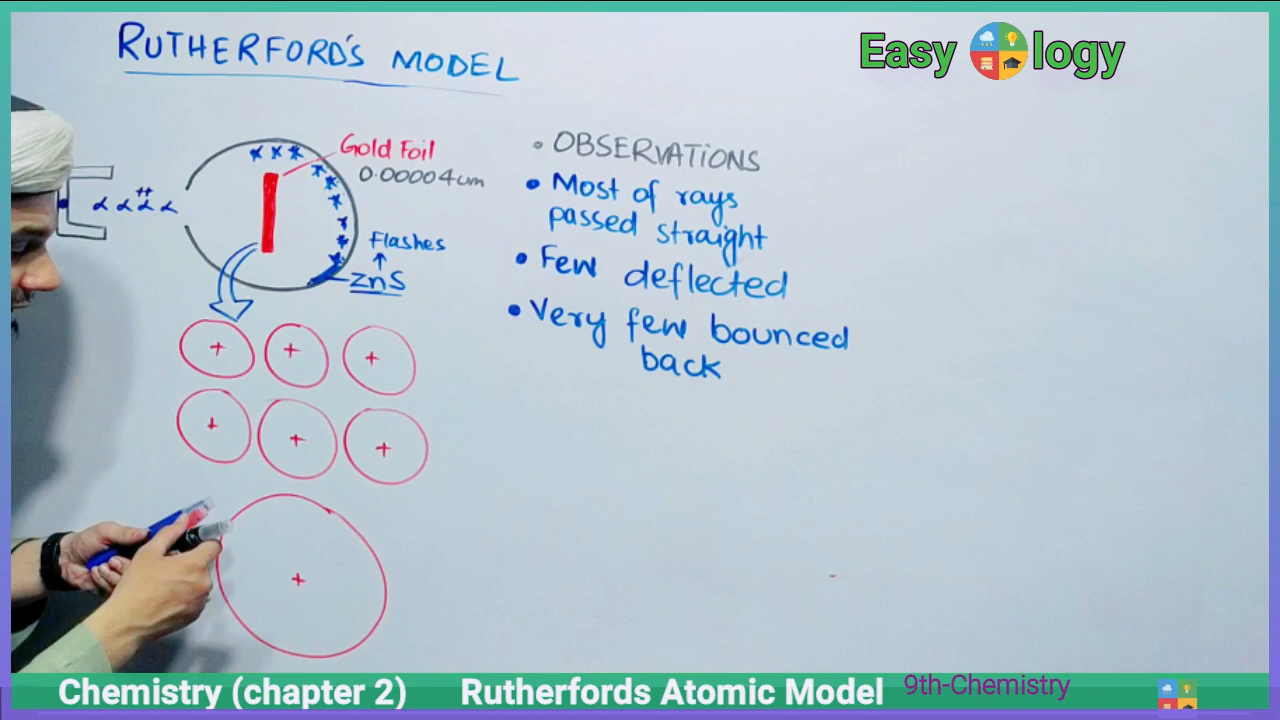 RUTHERFORD'S MODEL
Easy logy
Gold Foil
0.00004cm
++
α α α α
Flashes
ZnS
• OBSERVATIONS
• Most of rays
passed straight
• Few deflected
• Very few bounced
back
+ + +
+ + +
+
Chemistry (chapter 2) Rutherfords Atomic Model 9th-Chemistry